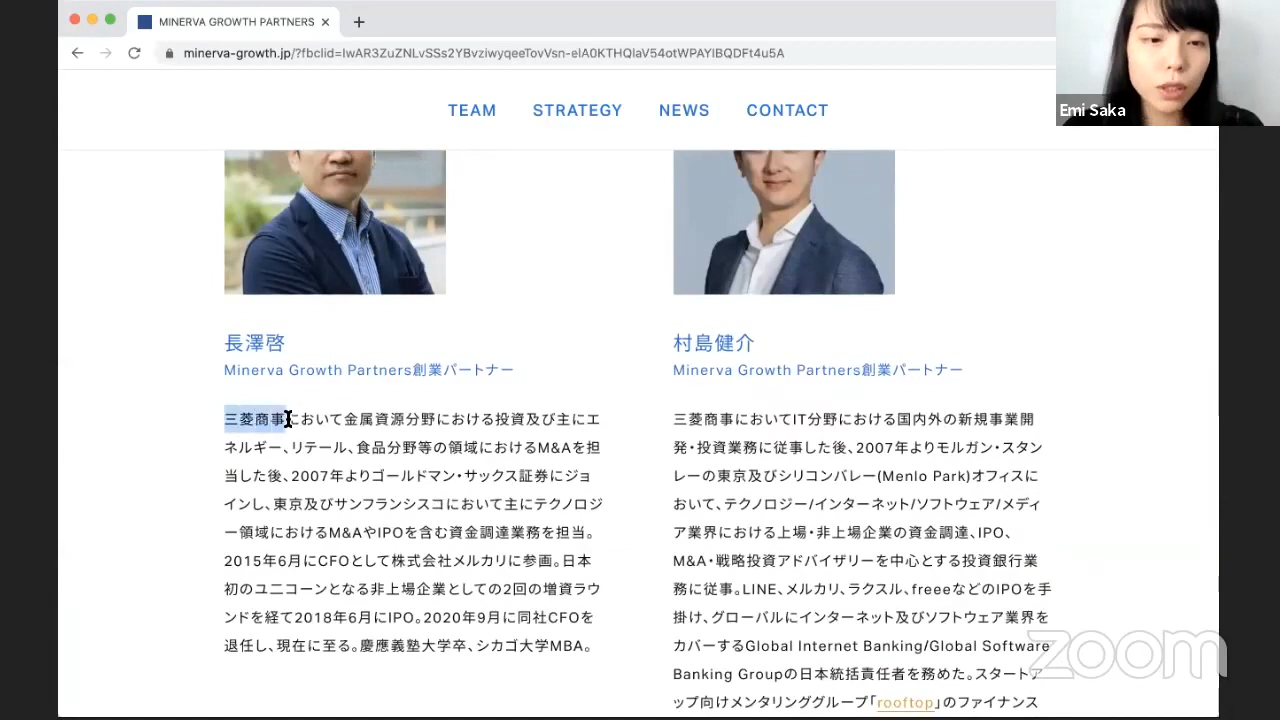 MINERVA GROWTH PARTNERS
minerva-growth.jp/?fbclid=IwAR3ZuZNLvSSs2YBvziwyqeeTovVsn-elA0KTHQlaV54otWPAYlBQDFt4u5A
Emi Saka
TEAM STRATEGY NEWS CONTACT
長澤啓
Minerva Growth Partners創業パートナー
三菱商事において金属資源分野における投資及び主にエ
ネルギー、リテール、食品分野等の領域におけるM&Aを担
当した後、2007年よりゴールドマン・サックス証券にジョ
インし、東京及びサンフランシスコにおいて主にテクノロジ
ー領域におけるM&AやIPOを含む資金調達業務を担当。
2015年6月にCFOとして株式会社メルカリに参画。日本
初のユニコーンとなる非上場企業としての2回の増資ラウ
ンドを経て2018年6月にIPO。2020年9月に同社CFOを
退任し、現在に至る。慶應義塾大学卒、シカゴ大学MBA。
村島健介
Minerva Growth Partners創業パートナー
三菱商事においてIT分野における国内外の新規事業開
発・投資業務に従事した後、2007年よりモルガン・スタン
レーの東京及びシリコンバレー(Menlo Park)オフィスに
おいて、テクノロジー/インターネット/ソフトウェア/メディ
ア業界における上場・非上場企業の資金調達、IPO、
M&A・戦略投資アドバイザリーを中心とする投資銀行業
務に従事。LINE、メルカリ、ラクスル、freeeなどのIPOを手
掛け、グローバルにインターネット及びソフトウェア業界を
カバーするGlobal Internet Banking/Global Software
Banking Groupの日本統括責任者を務めた。スタートア
ップ向けメンタリンググループ「rooftop」のファイナンス
zoom